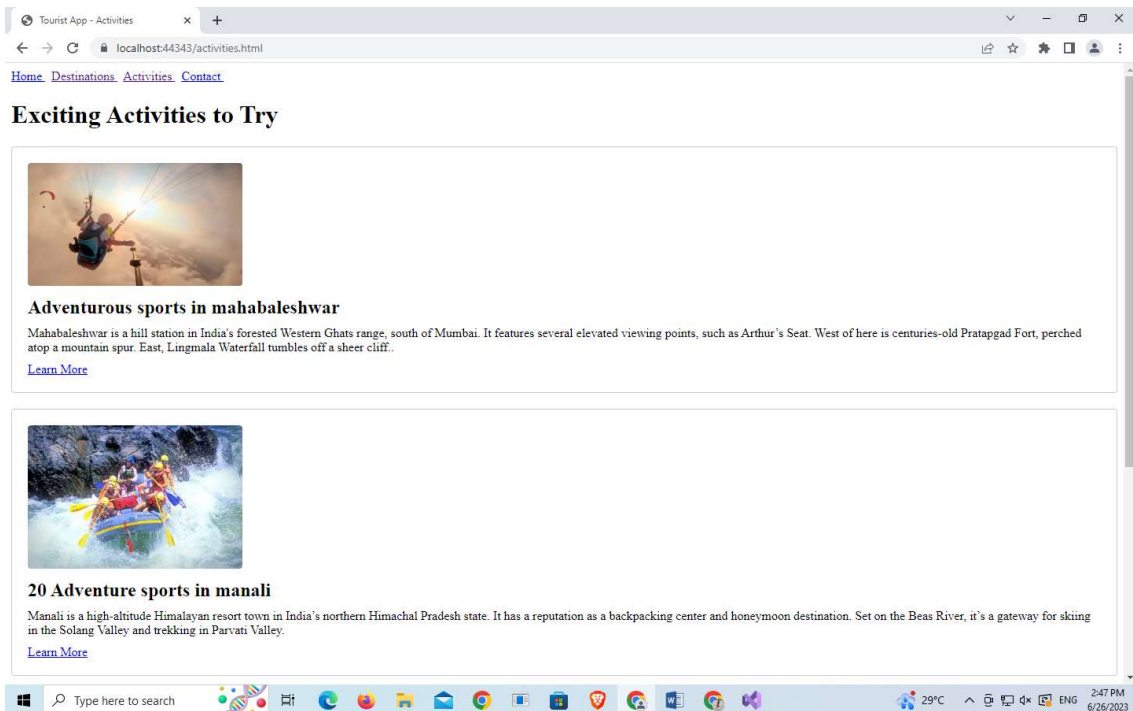 Tourist App - Activities
localhost:44343/activities.html
Home Destinations Activities Contact
Exciting Activities to Try
Adventurous sports in mahabaleshwar
Mahabaleshwar is a hill station in India's forested Western Ghats range, south of Mumbai. It features several elevated viewing points, such as Arthur’s Seat. West of here is centuries-old Pratapgad Fort, perched
atop a mountain spur. East, Lingmala Waterfall tumbles off a sheer cliff..
Learn More
20 Adventure sports in manali
Manali is a high-altitude Himalayan resort town in India’s northern Himachal Pradesh state. It has a reputation as a backpacking center and honeymoon destination. Set on the Beas River, it’s a gateway for skiing
in the Solang Valley and trekking in Parvati Valley.
Learn More
Type here to search
29°C
ENG
2:47 PM
6/26/2023